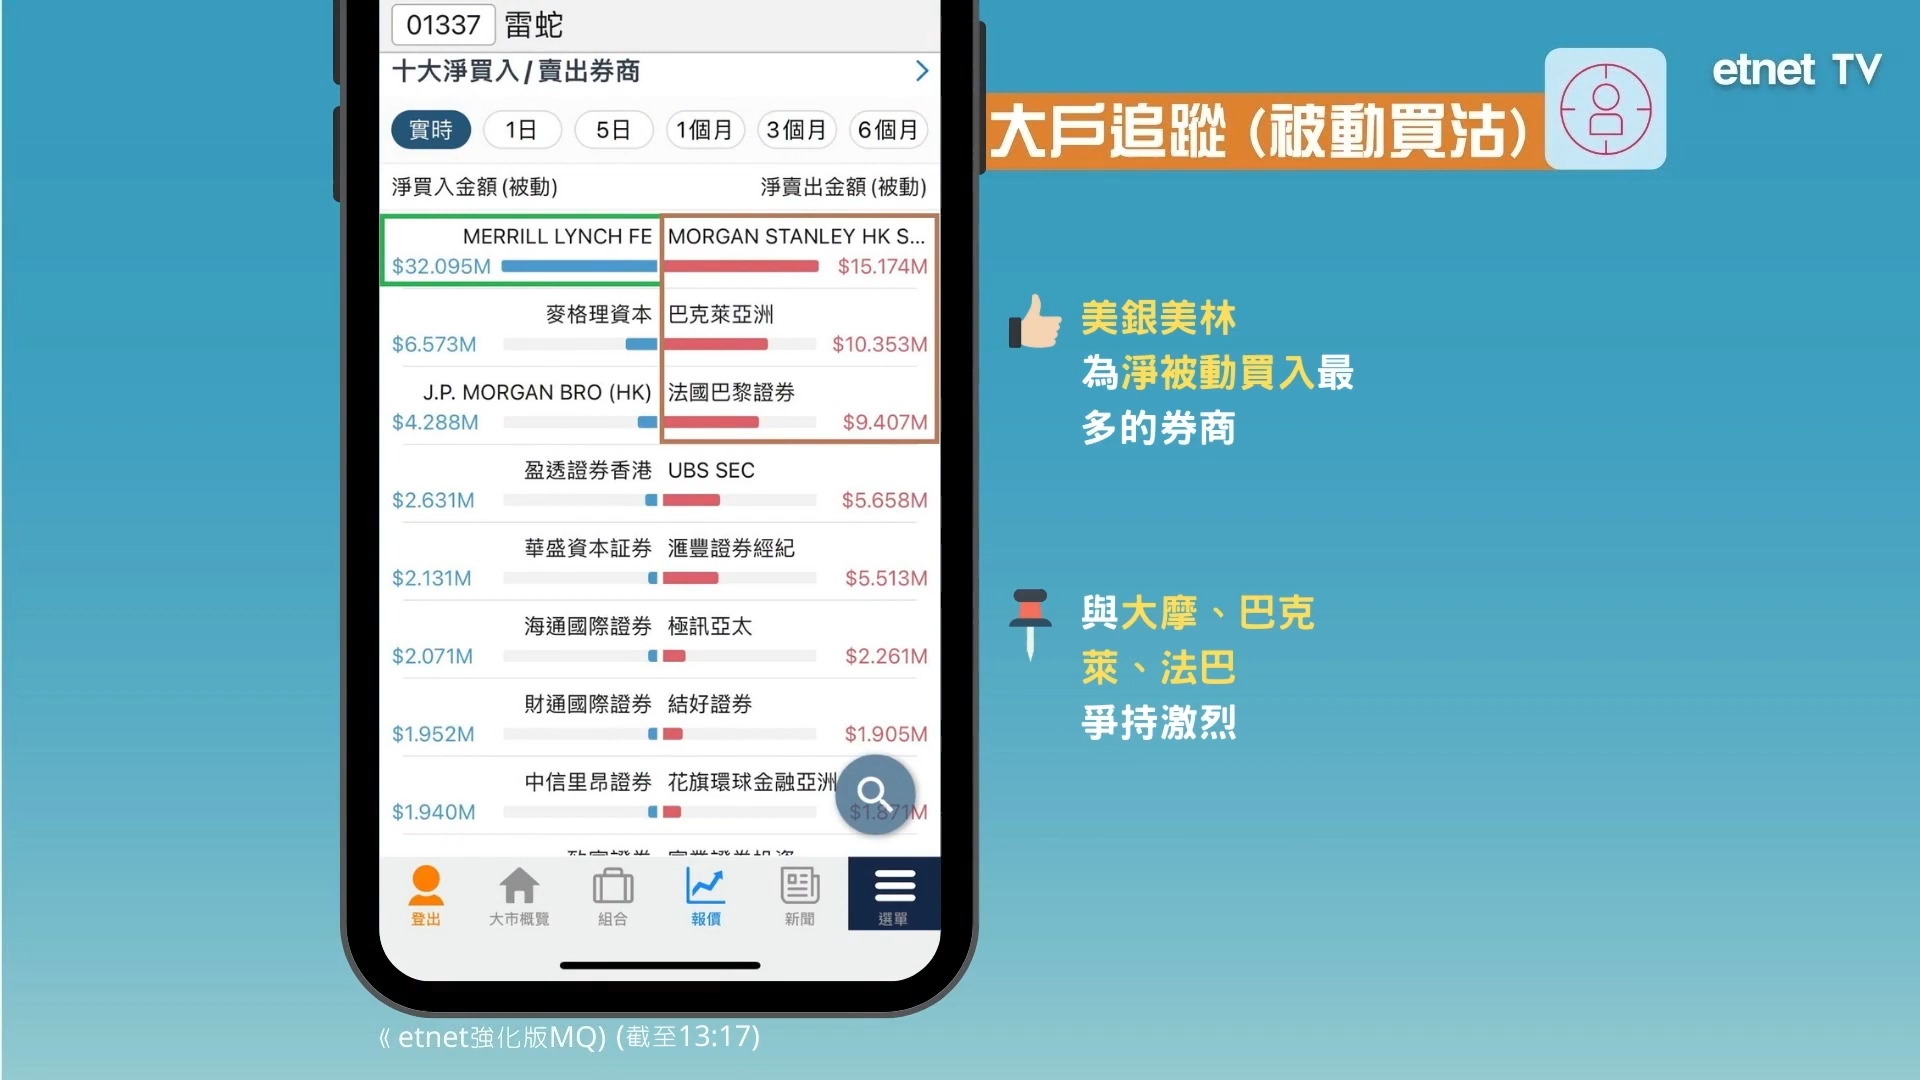 01337 雷蛇
十大淨買入/賣出券商
實時 1日 5日 1個月 3個月 6個月
淨買入金額(被動) 淨賣出金額(被動)
MERRILL LYNCH FE MORGAN STANLEY HK S...
$32.095M $15.174M
麥格理資本 巴克萊亞洲
$6.573M $10.353M
J.P. MORGAN BRO (HK) 法國巴黎證券
$4.288M $9.407M
盈透證券香港 UBS SEC
$2.631M $5.658M
華盛資本証券 滙豐證券經紀
$2.131M $5.513M
海通國際證券 極訊亞太
$2.071M $2.261M
財通國際證券 結好證券
$1.952M $1.905M
中信里昂證券 花旗環球金融亞洲
$1.940M $1.871M
登出 大市概覽 組合 報價 新聞 選單
《 etnet強化版MQ) (截至13:17)
etnet TV
大戶追蹤 (被動買沽)
美銀美林
為淨被動買入最
多的券商
與大摩、巴克
萊、法巴
爭持激烈